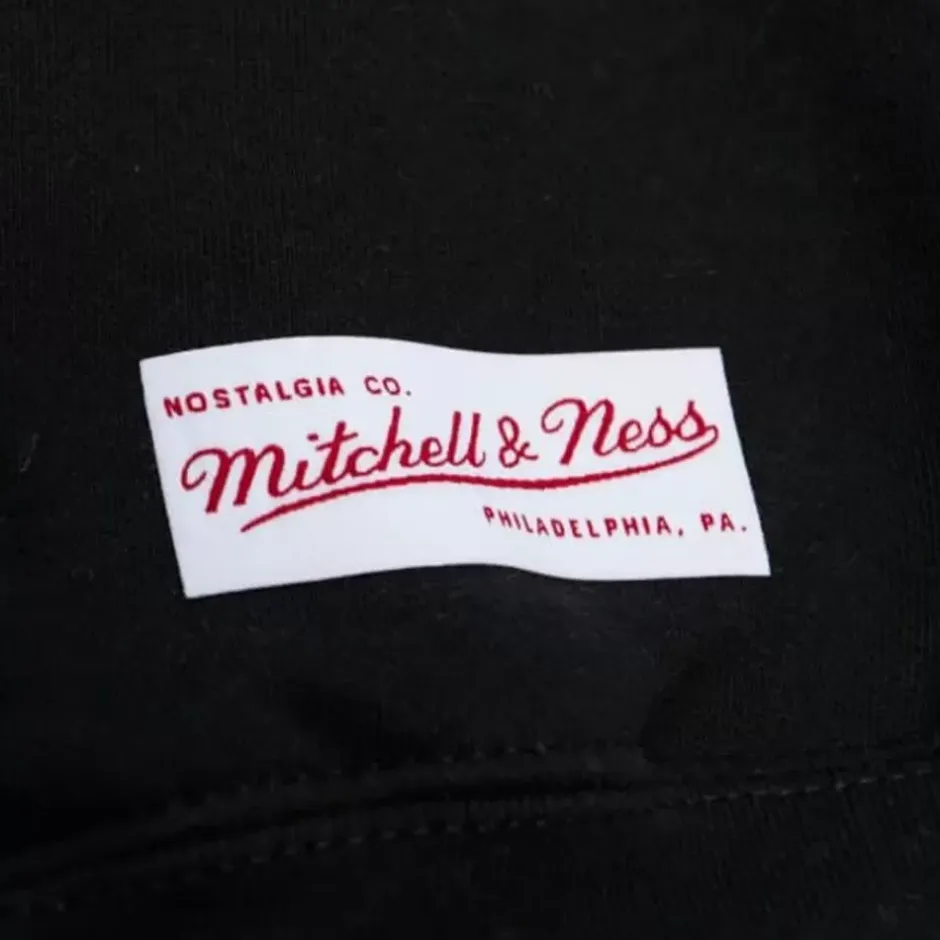 NOSTALGIA CO.
Mitchell & Ness
PHILADELPHIA, PA.